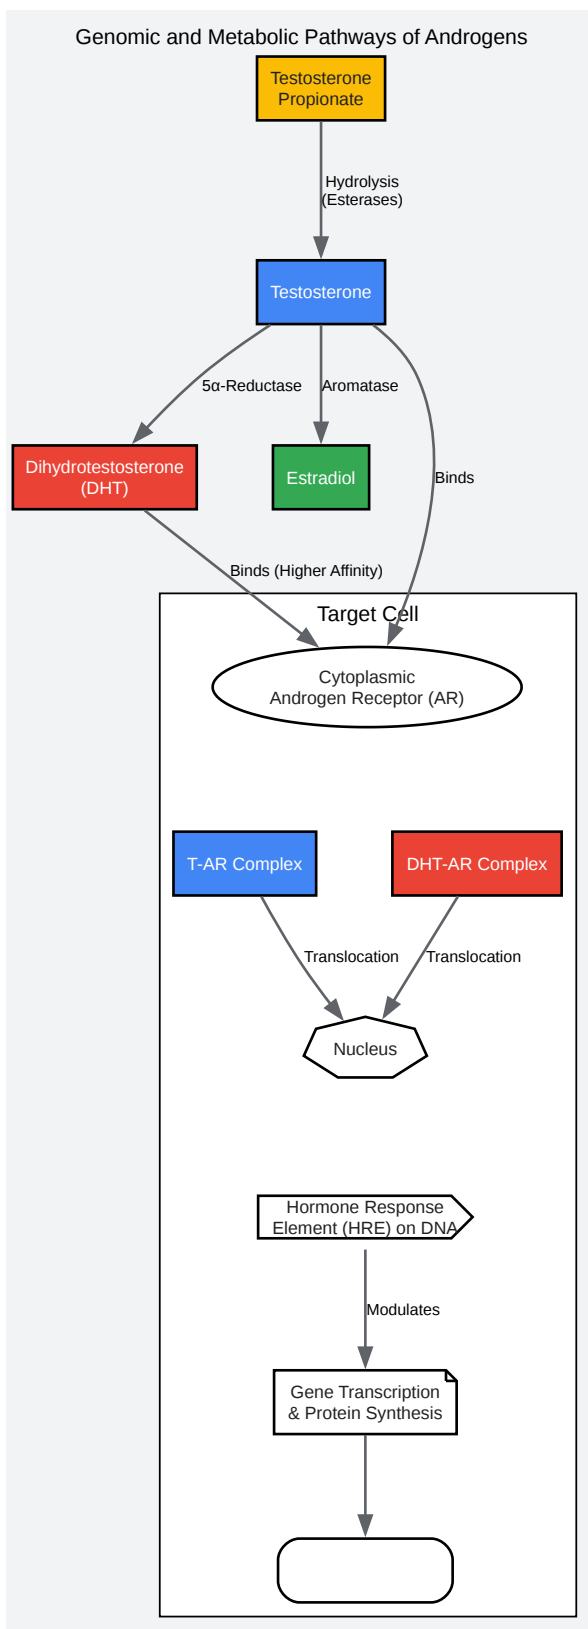 Genomic and Metabolic Pathways of Androgens
Testosterone
Propionate
Hydrolysis
(Esterases)
Testosterone
5α-Reductase
Aromatase
Dihydrotestosterone
(DHT)
Estradiol
Binds
Binds (Higher Affinity)
Target Cell
Cytoplasmic
Androgen Receptor (AR)
T-AR Complex
DHT-AR Complex
Translocation
Translocation
Nucleus
Hormone Response
Element (HRE) on DNA
Modulates
Gene Transcription
& Protein Synthesis